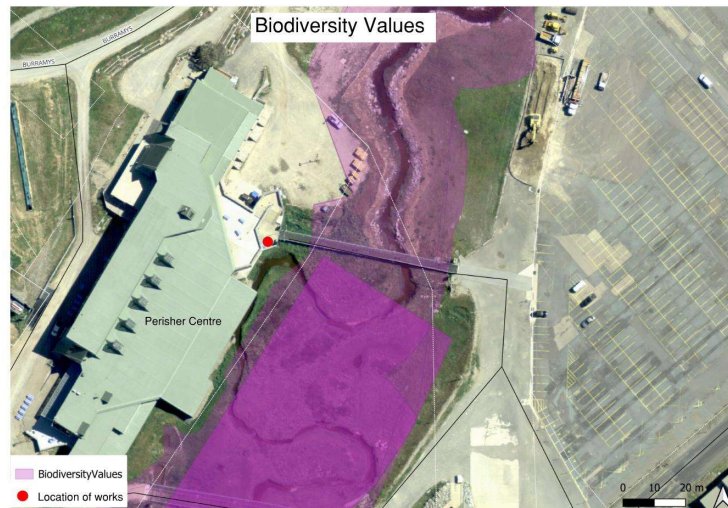 Biodiversity Values
BURRAMYS
BURRAMYS
Perisher Centre
BiodiversityValues
Location of works
0 10 20 m